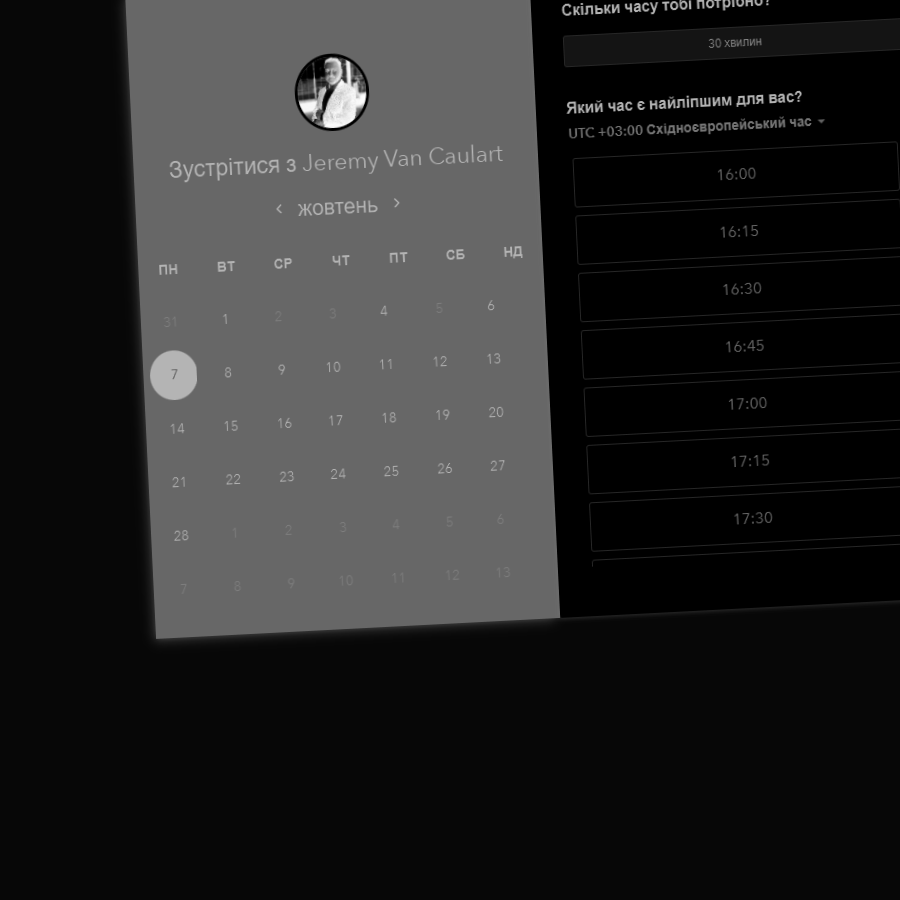 Зустрітися з Jeremy Van Caulart
‹ жовтень ›
ПН ВТ СР ЧТ ПТ СБ НД
31 1 2 3 4 5 6
7 8 9 10 11 12 13
14 15 16 17 18 19 20
21 22 23 24 25 26 27
28 1 2 3 4 5 6
7 8 9 10 11 12 13
Скільки часу тобі потрібно?
30 хвилин
Який час є найліпшим для вас?
UTC +03:00 Східноєвропейський час
16:00
16:15
16:30
16:45
17:00
17:15
17:30